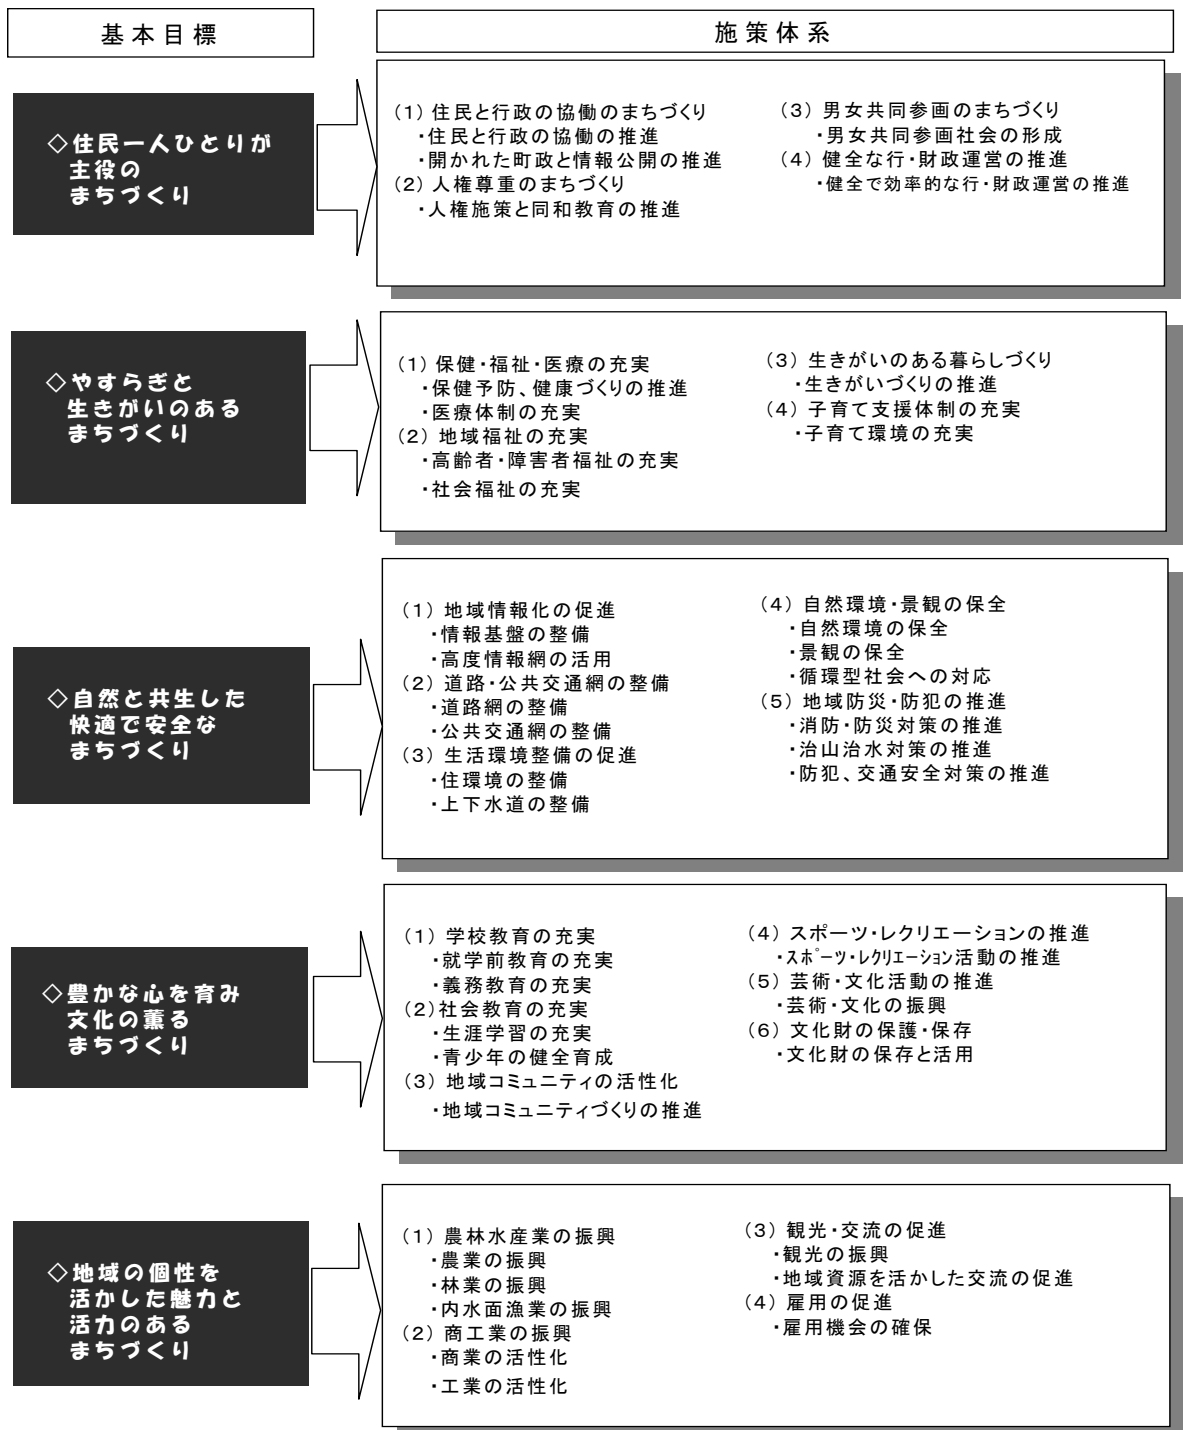 基本目標
施策体系
◇住民一人ひとりが
主役の
まちづくり
(1) 住民と行政の協働のまちづくり
・住民と行政の協働の推進
・開かれた町政と情報公開の推進
(2) 人権尊重のまちづくり
・人権施策と同和教育の推進
(3) 男女共同参画のまちづくり
・男女共同参画社会の形成
(4) 健全な行・財政運営の推進
・健全で効率的な行・財政運営の推進
◇やすらぎと
生きがいのある
まちづくり
(1) 保健・福祉・医療の充実
・保健予防、健康づくりの推進
・医療体制の充実
(2) 地域福祉の充実
・高齢者・障害者福祉の充実
・社会福祉の充実
(3) 生きがいのある暮らしづくり
・生きがいづくりの推進
(4) 子育て支援体制の充実
・子育て環境の充実
◇自然と共生した
快適で安全な
まちづくり
(1) 地域情報化の促進
・情報基盤の整備
・高度情報網の活用
(2) 道路・公共交通網の整備
・道路網の整備
・公共交通網の整備
(3) 生活環境整備の促進
・住環境の整備
・上下水道の整備
(4) 自然環境・景観の保全
・自然環境の保全
・景観の保全
・循環型社会への対応
(5) 地域防災・防犯の推進
・消防・防災対策の推進
・治山治水対策の推進
・防犯、交通安全対策の推進
◇豊かな心を育み
文化の薫る
まちづくり
(1) 学校教育の充実
・就学前教育の充実
・義務教育の充実
(2)社会教育の充実
・生涯学習の充実
・青少年の健全育成
(3) 地域コミュニティの活性化
・地域コミュニティづくりの推進
(4) スポーツ・レクリエーションの推進
・ｽﾎﾟｰﾂ・ﾚｸﾘｴｰｼｮﾝ活動の推進
(5) 芸術・文化活動の推進
・芸術・文化の振興
(6) 文化財の保護・保存
・文化財の保存と活用
◇地域の個性を
活かした魅力と
活力のある
まちづくり
(1) 農林水産業の振興
・農業の振興
・林業の振興
・内水面漁業の振興
(2) 商工業の振興
・商業の活性化
・工業の活性化
(3) 観光・交流の促進
・観光の振興
・地域資源を活かした交流の促進
(4) 雇用の促進
・雇用機会の確保